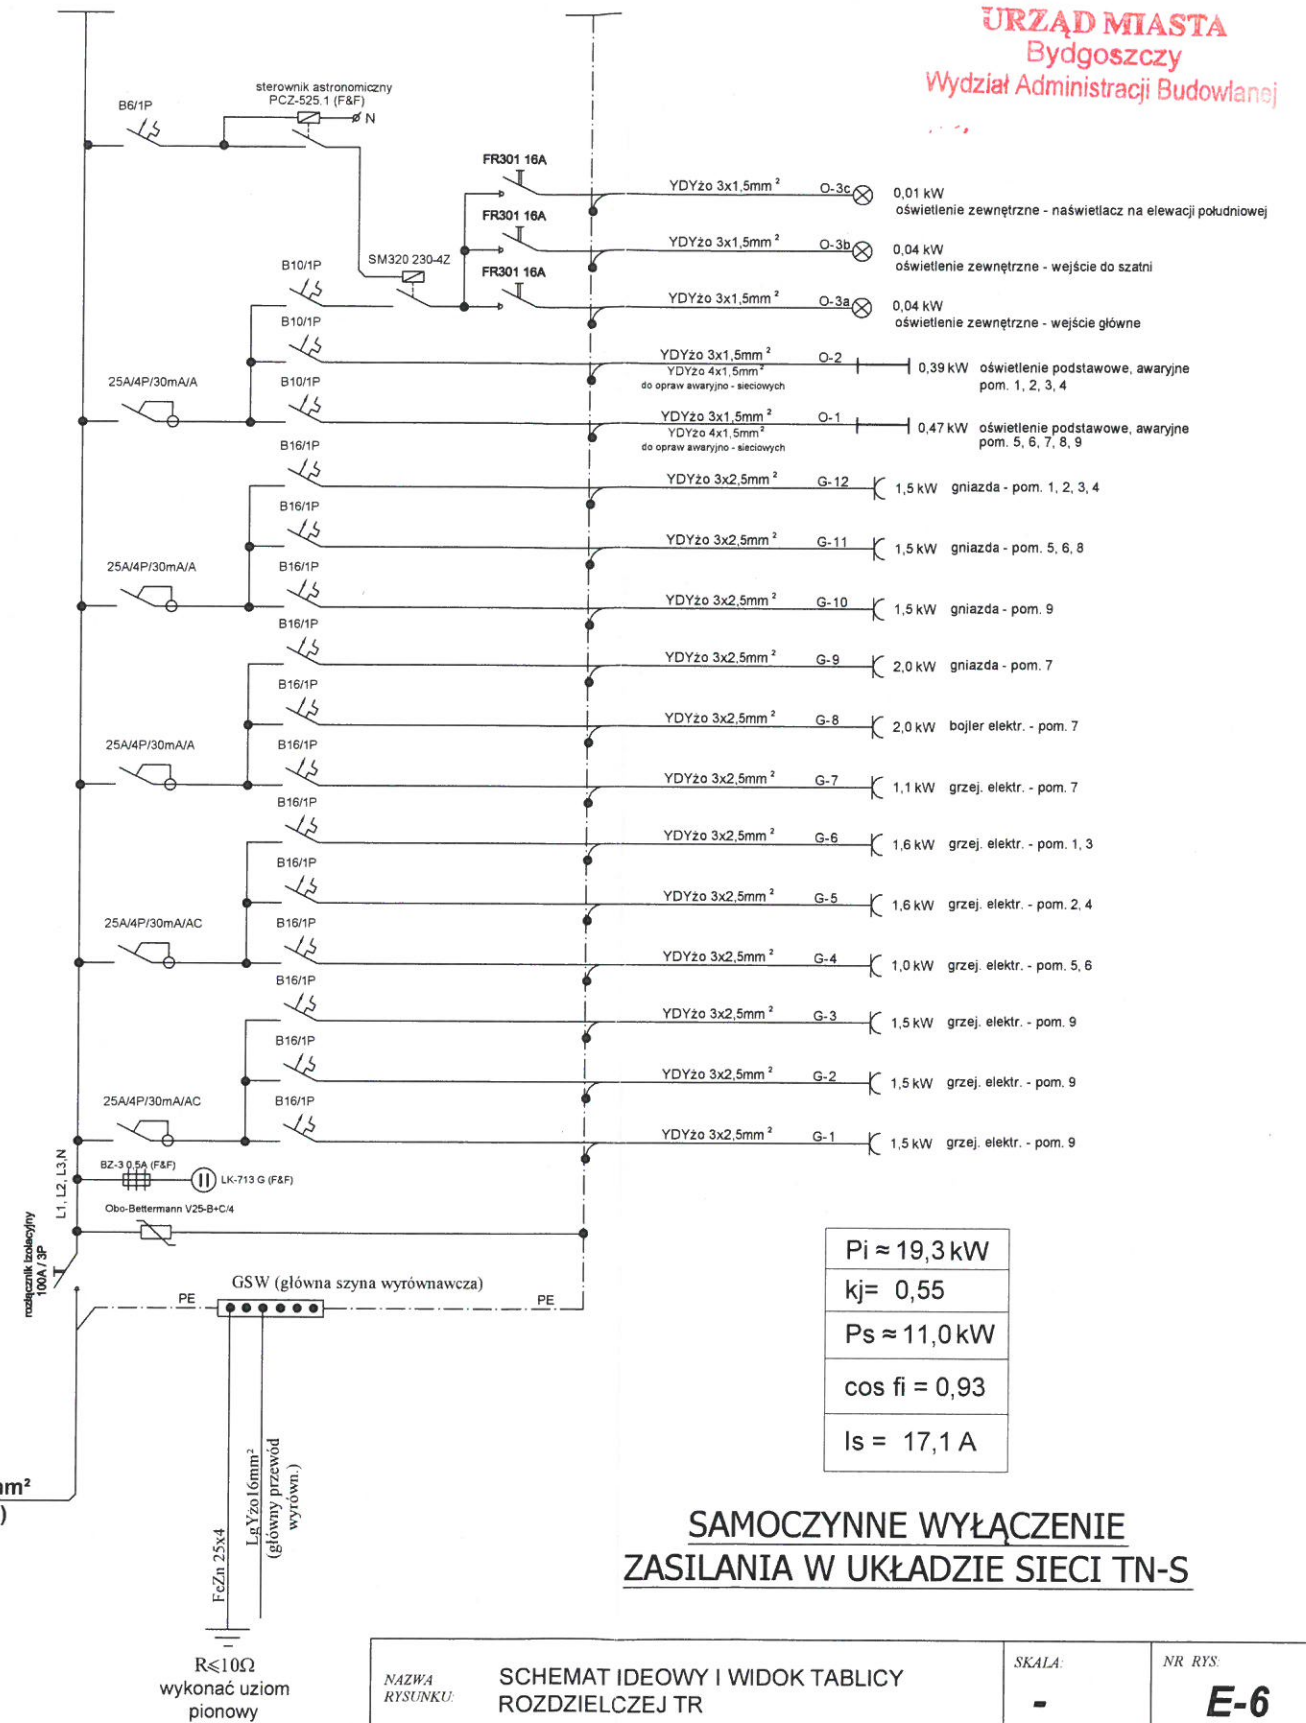 URZĄD MIASTA
Bydgoszczy
Wydział Administracji Budowlanej
sterownik astronomiczny
PCZ-525.1 (F&F)
N
B6/1P
FR301 16A
YDYżo 3x1,5mm²
O-3c
0,01 kW
oświetlenie zewnętrzne - naświetlacz na elewacji południowej
FR301 16A
YDYżo 3x1,5mm²
O-3b
0,04 kW
oświetlenie zewnętrzne - wejście do szatni
SM320 230-4Z
B10/1P
FR301 16A
YDYżo 3x1,5mm²
O-3a
0,04 kW
oświetlenie zewnętrzne - wejście główne
B10/1P
YDYżo 3x1,5mm²
YDYżo 4x1,5mm²
do opraw awaryjno - sieciowych
O-2
0,39 kW oświetlenie podstawowe, awaryjne
pom. 1, 2, 3, 4
25A/4P/30mA/A
B10/1P
YDYżo 3x1,5mm²
YDYżo 4x1,5mm²
do opraw awaryjno - sieciowych
O-1
0,47 kW oświetlenie podstawowe, awaryjne
pom. 5, 6, 7, 8, 9
B16/1P
YDYżo 3x2,5mm²
G-12
1,5 kW gniazda - pom. 1, 2, 3, 4
B16/1P
YDYżo 3x2,5mm²
G-11
1,5 kW gniazda - pom. 5, 6, 8
25A/4P/30mA/A
B16/1P
YDYżo 3x2,5mm²
G-10
1,5 kW gniazda - pom. 9
B16/1P
YDYżo 3x2,5mm²
G-9
2,0 kW gniazda - pom. 7
B16/1P
YDYżo 3x2,5mm²
G-8
2,0 kW bojler elektr. - pom. 7
25A/4P/30mA/A
B16/1P
YDYżo 3x2,5mm²
G-7
1,1 kW grzej. elektr. - pom. 7
B16/1P
YDYżo 3x2,5mm²
G-6
1,6 kW grzej. elektr. - pom. 1, 3
B16/1P
YDYżo 3x2,5mm²
G-5
1,6 kW grzej. elektr. - pom. 2, 4
25A/4P/30mA/AC
B16/1P
YDYżo 3x2,5mm²
G-4
1,0 kW grzej. elektr. - pom. 5, 6
B16/1P
YDYżo 3x2,5mm²
G-3
1,5 kW grzej. elektr. - pom. 9
B16/1P
YDYżo 3x2,5mm²
G-2
1,5 kW grzej. elektr. - pom. 9
25A/4P/30mA/AC
B16/1P
YDYżo 3x2,5mm²
G-1
1,5 kW grzej. elektr. - pom. 9
L1, L2, L3,N
BZ-3 0,5A (F&F)
LK-713 G (F&F)
Obo-Bettermann V25-B+C/4
rozłącznik izolacyjny
100A / 3P
GSW (główna szyna wyrównawcza)
PE
PE
Pi ≈ 19,3 kW
kj= 0,55
Ps ≈ 11,0 kW
cos fi = 0,93
Is = 17,1 A
mm²
)
FeZn 25x4
LgYżo16mm²
(główny przewód
wyrówn.)
SAMOCZYNNE WYŁĄCZENIE
ZASILANIA W UKŁADZIE SIECI TN-S
R≤10Ω
wykonać uziom
pionowy
NAZWA
RYSUNKU:
SCHEMAT IDEOWY I WIDOK TABLICY
ROZDZIELCZEJ TR
SKALA:
-
NR RYS:
E-6